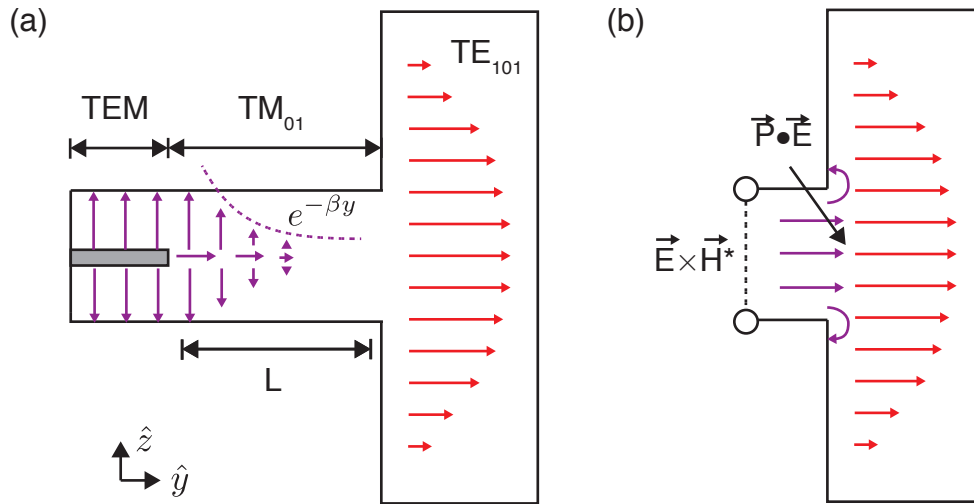 (a)
TEM
TM₀₁
TE₁₀₁
e^{−βy}
L
ẑ
ŷ
(b)
P⃗•E⃗
E⃗×H⃗*